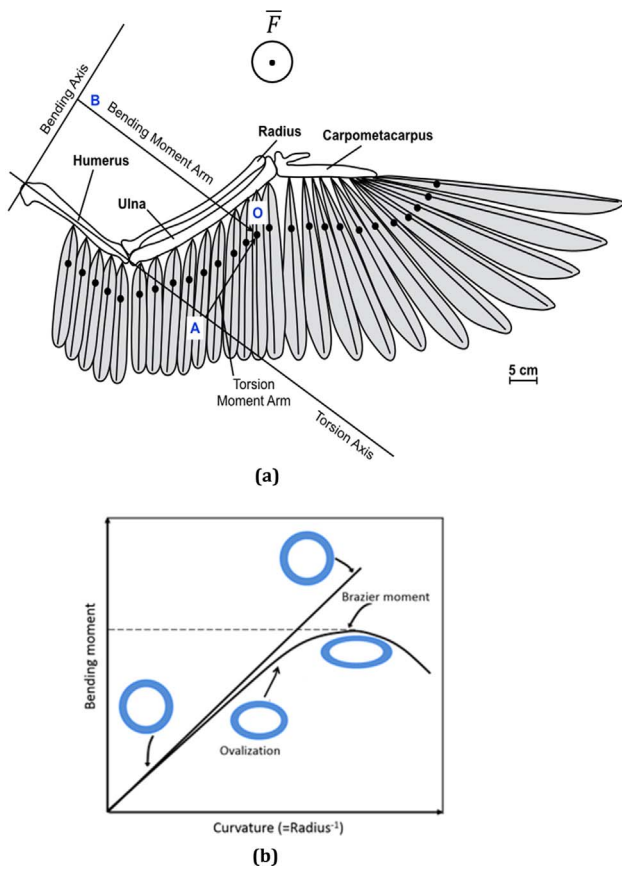 F
Bending Axis
B
Bending Moment Arm
Radius
Carpometacarpus
Humerus
Ulna
O
A
Torsion
Moment Arm
5 cm
Torsion Axis
(a)
Bending moment
Brazier moment
Ovalization
Curvature (=Radius⁻¹)
(b)